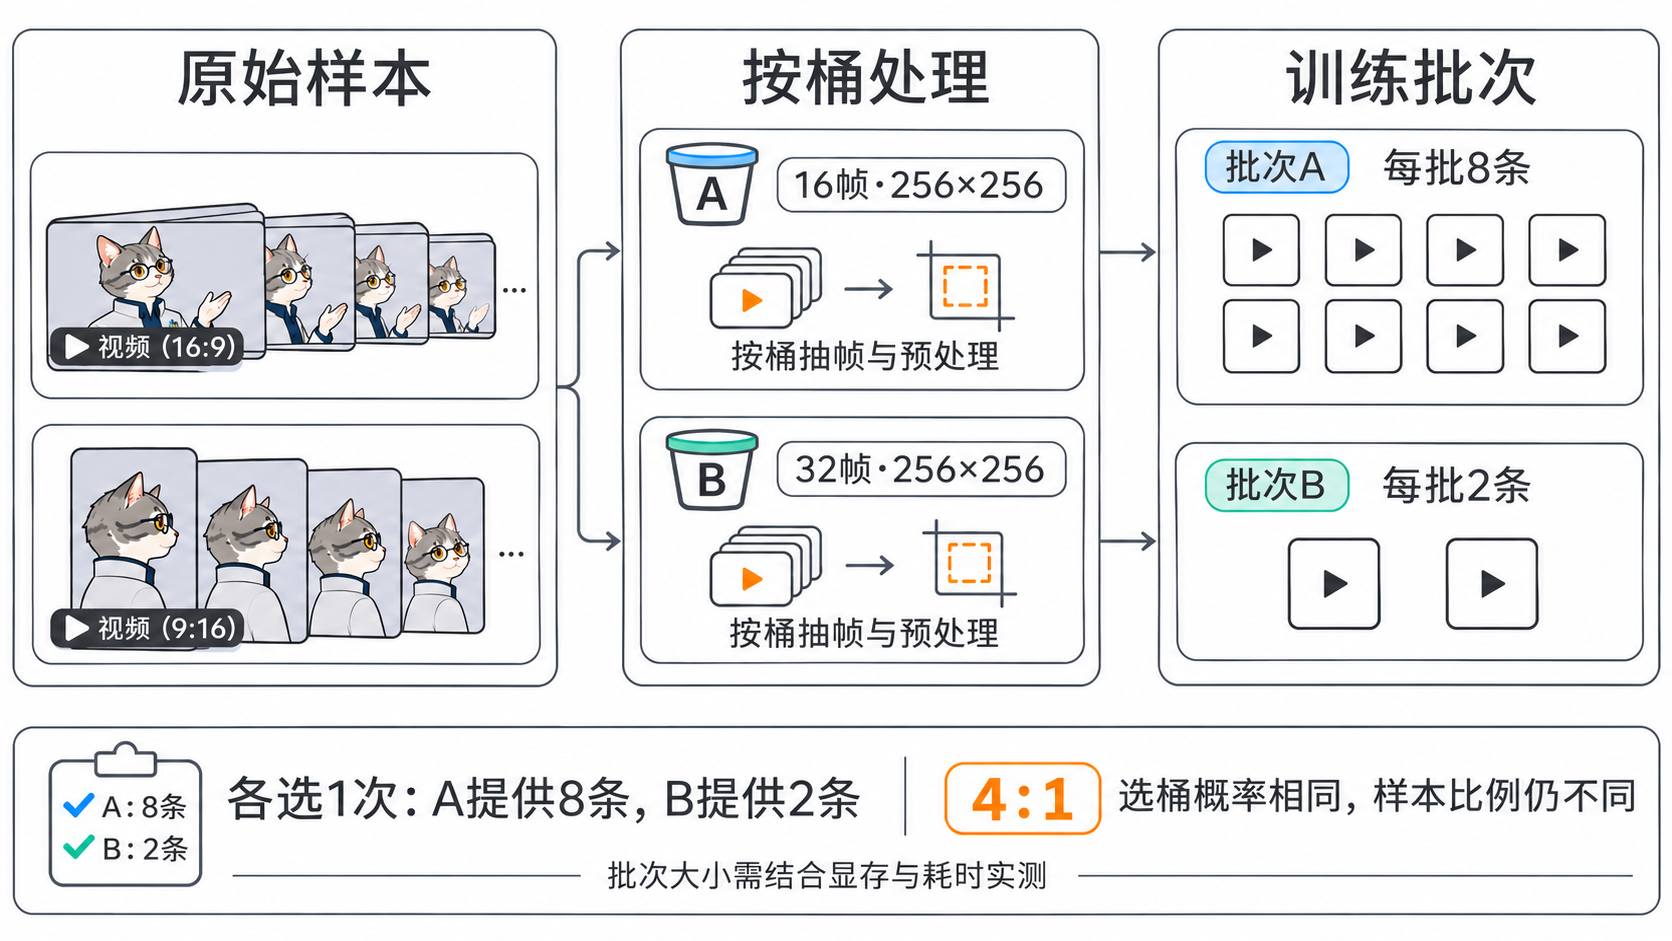 原始样本
视频 (16:9)
...
视频 (9:16)
...
按桶处理
A
16帧·256×256
按桶抽帧与预处理
B
32帧·256×256
按桶抽帧与预处理
训练批次
批次A 每批8条
批次B 每批2条
A:8条
B:2条
各选1次:A提供8条,B提供2条
4:1 选桶概率相同,样本比例仍不同
批次大小需结合显存与耗时实测